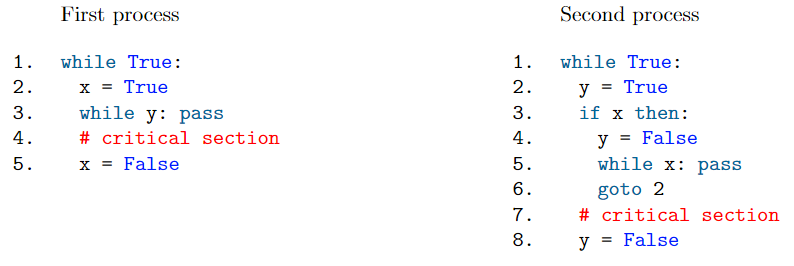 First process
1. while True:
2. x = True
3. while y: pass
4. # critical section
5. x = False
Second process
1. while True:
2. y = True
3. if x then:
4. y = False
5. while x: pass
6. goto 2
7. # critical section
8. y = False